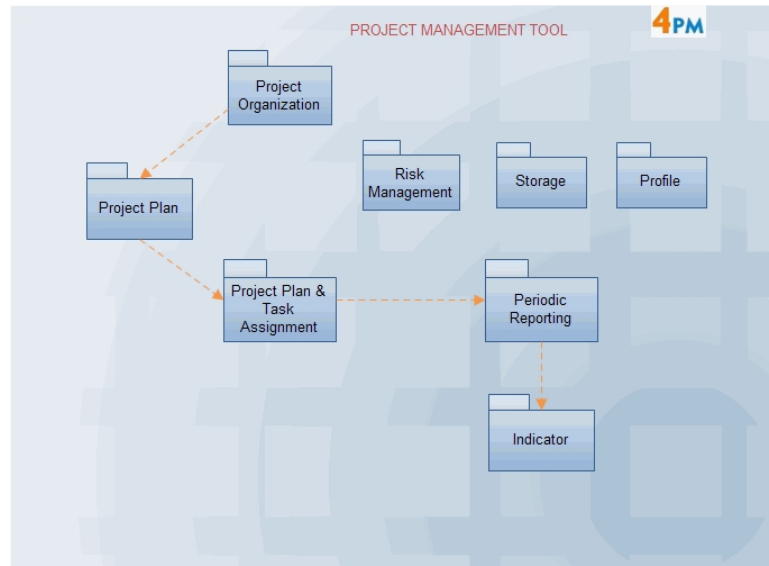 PROJECT MANAGEMENT TOOL
4PM
Project
Organization
Risk
Management
Storage
Profile
Project Plan
Project Plan &
Task
Assignment
Periodic
Reporting
Indicator